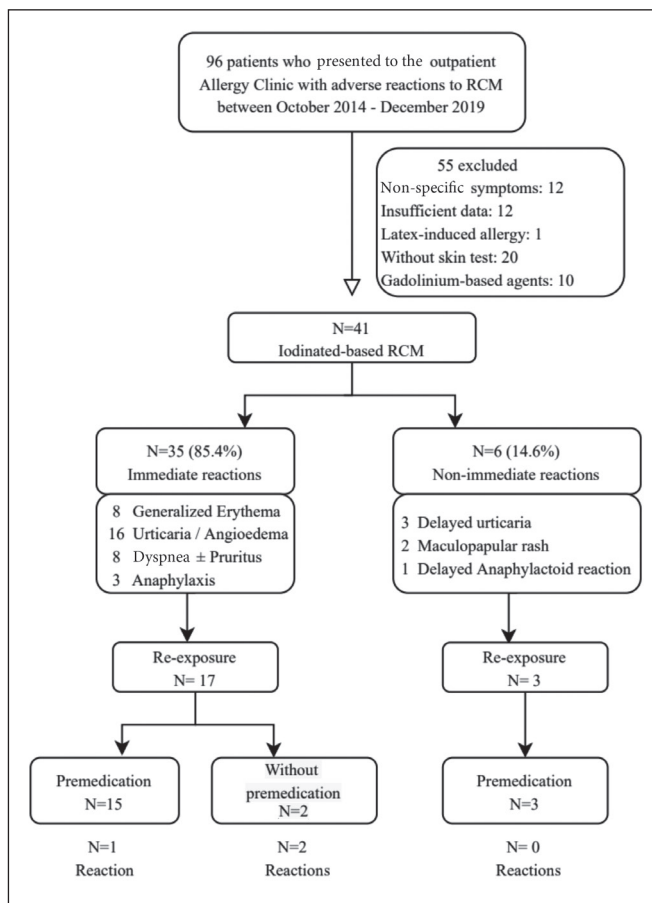 96 patients who presented to the outpatient
Allergy Clinic with adverse reactions to RCM
between October 2014 - December 2019
55 excluded
Non-specific symptoms: 12
Insufficient data: 12
Latex-induced allergy: 1
Without skin test: 20
Gadolinium-based agents: 10
N=41
Iodinated-based RCM
N=35 (85.4%)
Immediate reactions
8 Generalized Erythema
16 Urticaria / Angioedema
8 Dyspnea ± Pruritus
3 Anaphylaxis
N=6 (14.6%)
Non-immediate reactions
3 Delayed urticaria
2 Maculopapular rash
1 Delayed Anaphylactoid reaction
Re-exposure
N= 17
Re-exposure
N= 3
Premedication
N=15
Without
premedication
N=2
Premedication
N=3
N=1
Reaction
N=2
Reactions
N= 0
Reactions